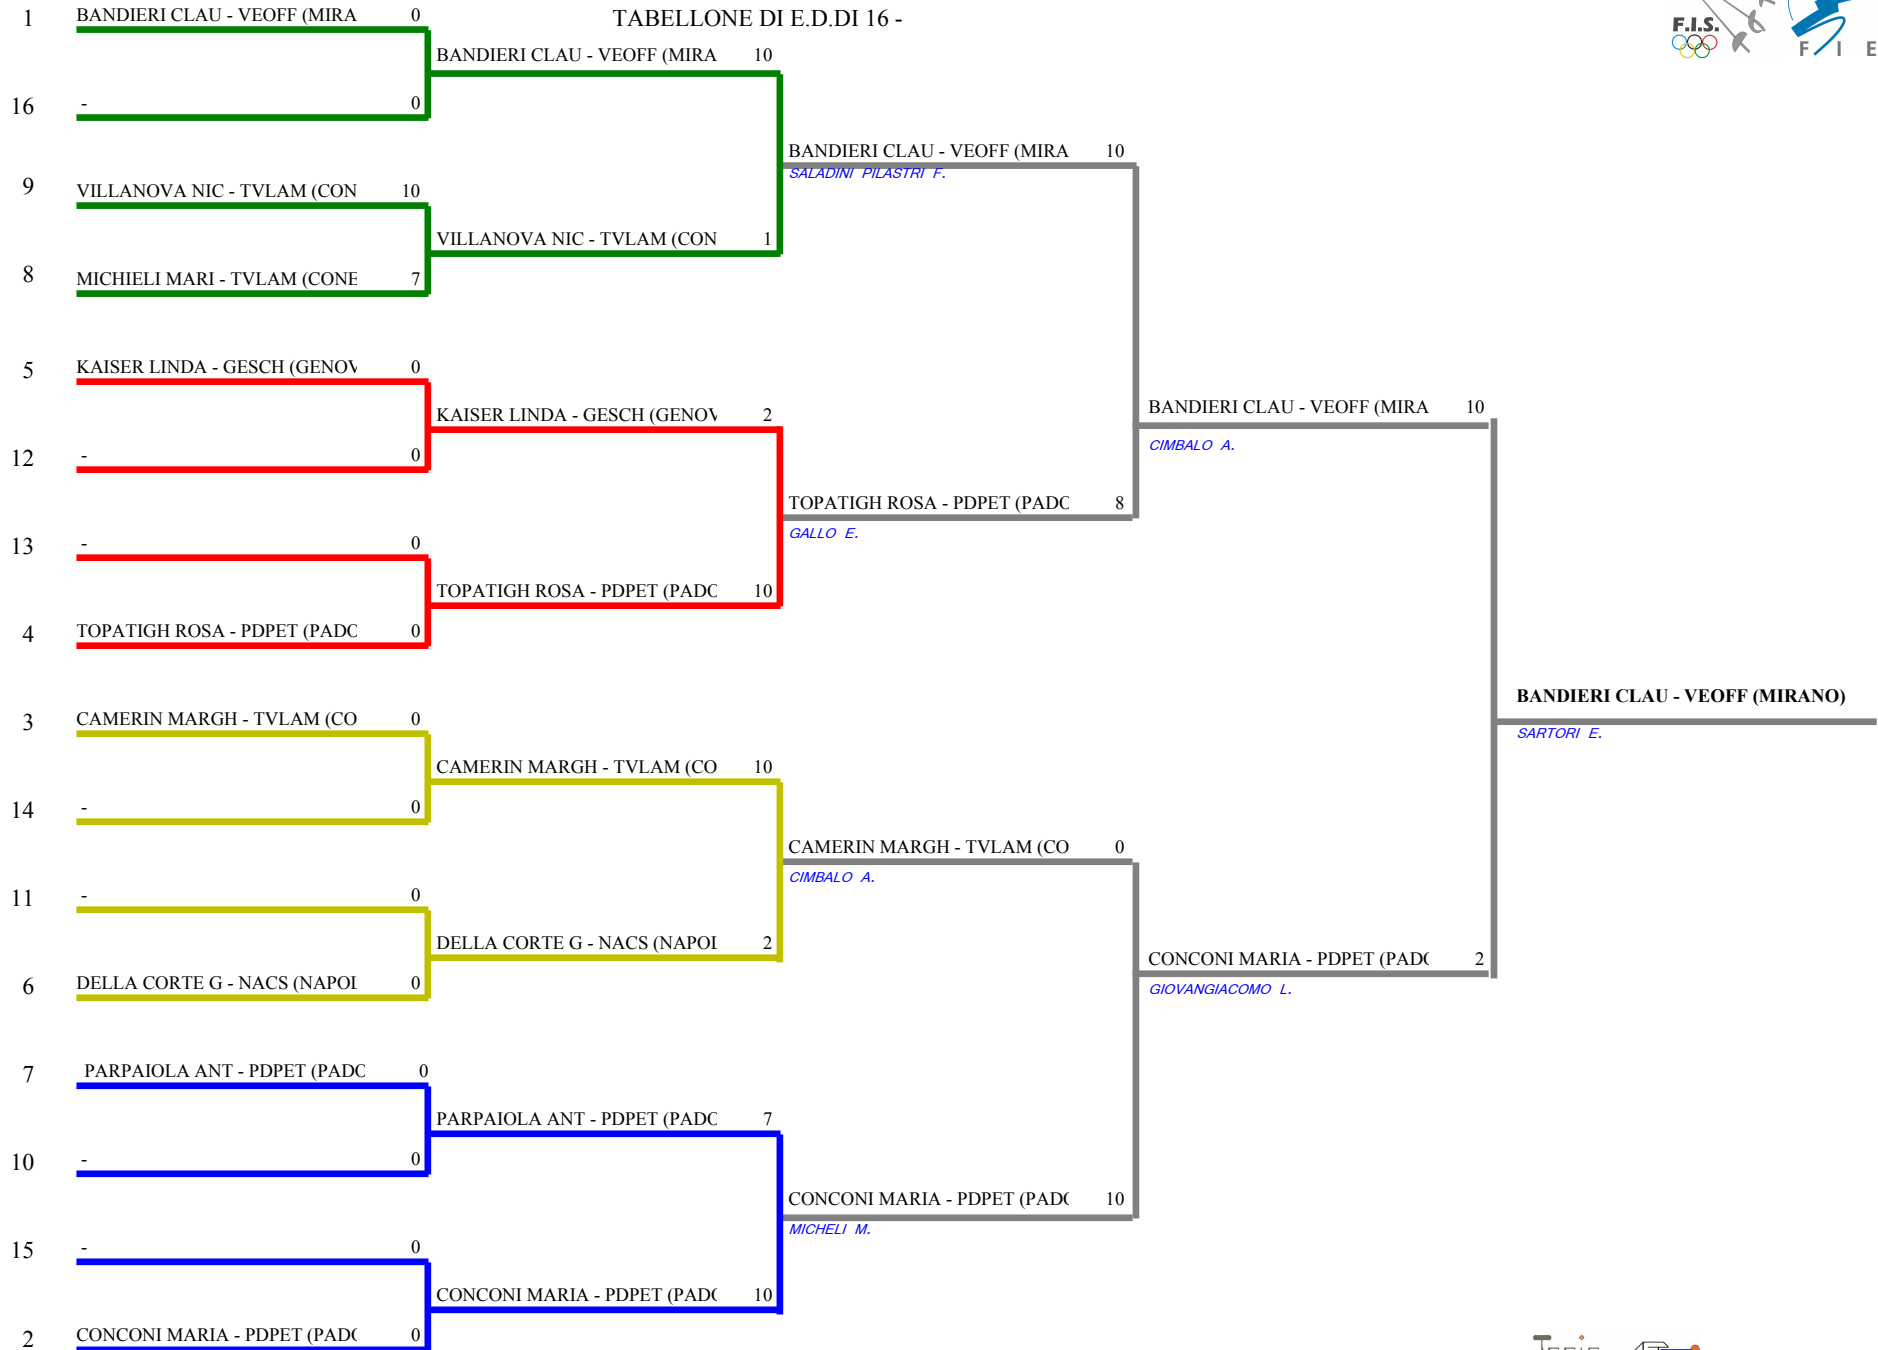 TABELLONE DI E.D.DI 16 -
F.I.S.
F I E
1 BANDIERI CLAU - VEOFF (MIRA 0
BANDIERI CLAU - VEOFF (MIRA 10
16 - 0
BANDIERI CLAU - VEOFF (MIRA 10
SALADINI PILASTRI F.
9 VILLANOVA NIC - TVLAM (CON 10
VILLANOVA NIC - TVLAM (CON 1
8 MICHIELI MARI - TVLAM (CONE 7
5 KAISER LINDA - GESCH (GENOV 0
KAISER LINDA - GESCH (GENOV 2
BANDIERI CLAU - VEOFF (MIRA 10
CIMBALO A.
12 - 0
TOPATIGH ROSA - PDPET (PADC 8
GALLO E.
13 - 0
TOPATIGH ROSA - PDPET (PADC 10
4 TOPATIGH ROSA - PDPET (PADC 0
BANDIERI CLAU - VEOFF (MIRANO)
SARTORI E.
3 CAMERIN MARGH - TVLAM (CO 0
CAMERIN MARGH - TVLAM (CO 10
14 - 0
CAMERIN MARGH - TVLAM (CO 0
CIMBALO A.
11 - 0
DELLA CORTE G - NACS (NAPOI 2
CONCONI MARIA - PDPET (PAD( 2
GIOVANGIACOMO L.
6 DELLA CORTE G - NACS (NAPOI 0
7 PARPAIOLA ANT - PDPET (PADC 0
PARPAIOLA ANT - PDPET (PADC 7
10 - 0
CONCONI MARIA - PDPET (PAD( 10
MICHELI M.
15 - 0
CONCONI MARIA - PDPET (PAD( 10
2 CONCONI MARIA - PDPET (PAD( 0